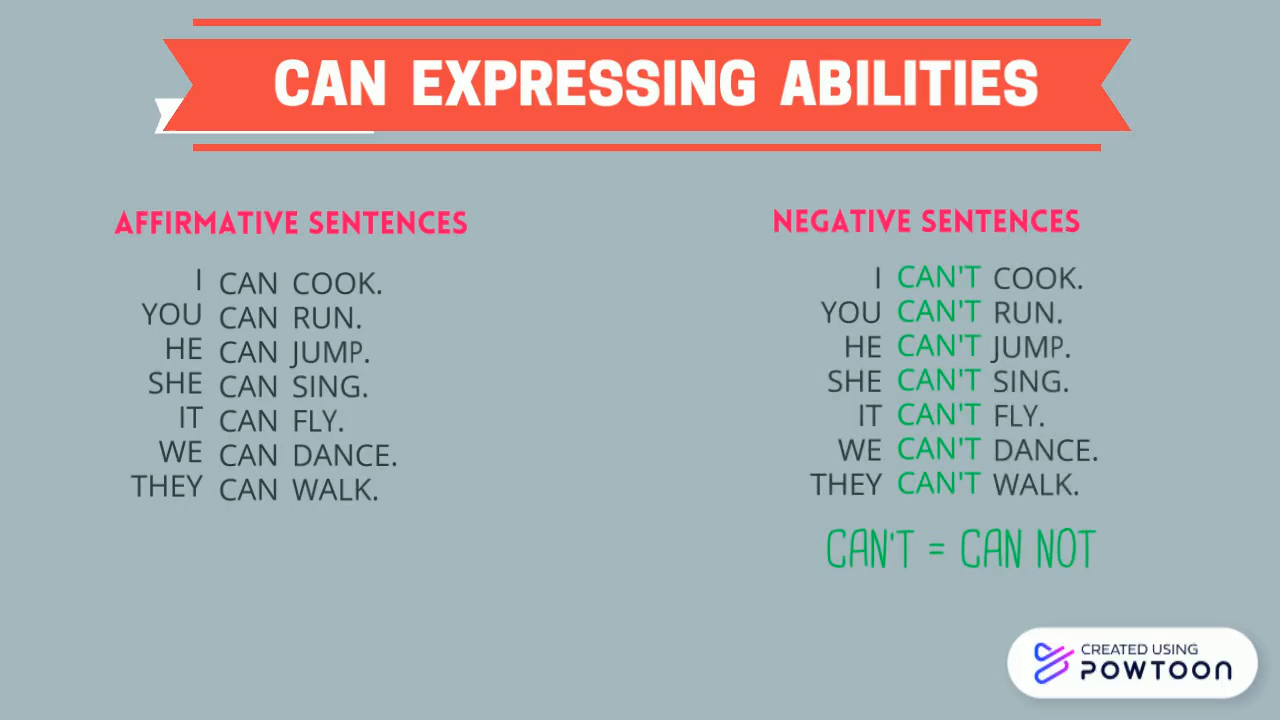 CAN EXPRESSING ABILITIES
AFFIRMATIVE SENTENCES
I CAN COOK.
YOU CAN RUN.
HE CAN JUMP.
SHE CAN SING.
IT CAN FLY.
WE CAN DANCE.
THEY CAN WALK.
NEGATIVE SENTENCES
I CAN'T COOK.
YOU CAN'T RUN.
HE CAN'T JUMP.
SHE CAN'T SING.
IT CAN'T FLY.
WE CAN'T DANCE.
THEY CAN'T WALK.
CAN'T = CAN NOT
CREATED USING
POWTOON